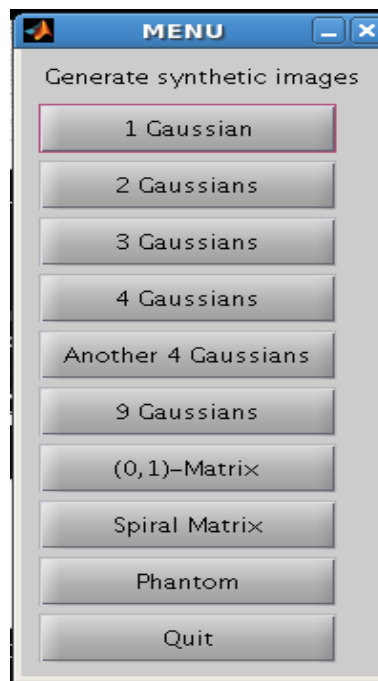 MENU
Generate synthetic images
1 Gaussian
2 Gaussians
3 Gaussians
4 Gaussians
Another 4 Gaussians
9 Gaussians
(0,1)-Matrix
Spiral Matrix
Phantom
Quit